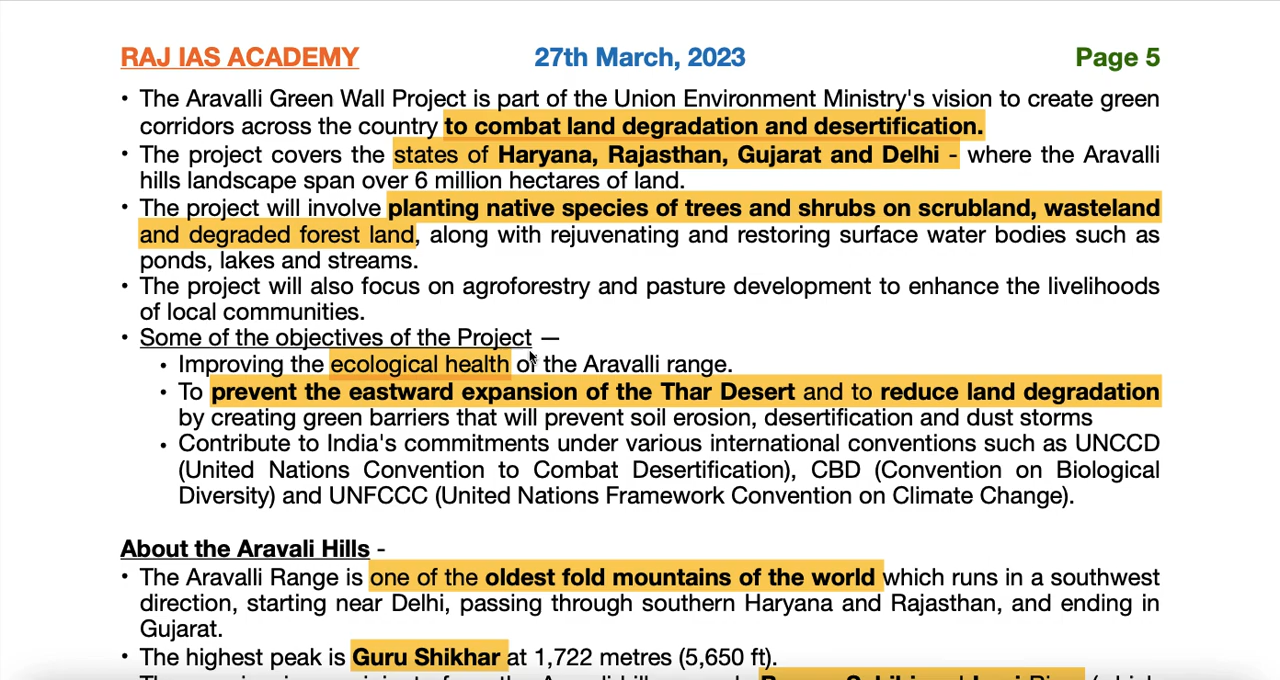 RAJ IAS ACADEMY 27th March, 2023 Page 5
• The Aravalli Green Wall Project is part of the Union Environment Ministry's vision to create green
corridors across the country to combat land degradation and desertification.
• The project covers the states of Haryana, Rajasthan, Gujarat and Delhi - where the Aravalli
hills landscape span over 6 million hectares of land.
• The project will involve planting native species of trees and shrubs on scrubland, wasteland
and degraded forest land, along with rejuvenating and restoring surface water bodies such as
ponds, lakes and streams.
• The project will also focus on agroforestry and pasture development to enhance the livelihoods
of local communities.
• Some of the objectives of the Project —
• Improving the ecological health of the Aravalli range.
• To prevent the eastward expansion of the Thar Desert and to reduce land degradation
by creating green barriers that will prevent soil erosion, desertification and dust storms
• Contribute to India's commitments under various international conventions such as UNCCD
(United Nations Convention to Combat Desertification), CBD (Convention on Biological
Diversity) and UNFCCC (United Nations Framework Convention on Climate Change).
About the Aravali Hills -
• The Aravalli Range is one of the oldest fold mountains of the world which runs in a southwest
direction, starting near Delhi, passing through southern Haryana and Rajasthan, and ending in
Gujarat.
• The highest peak is Guru Shikhar at 1,722 metres (5,650 ft).